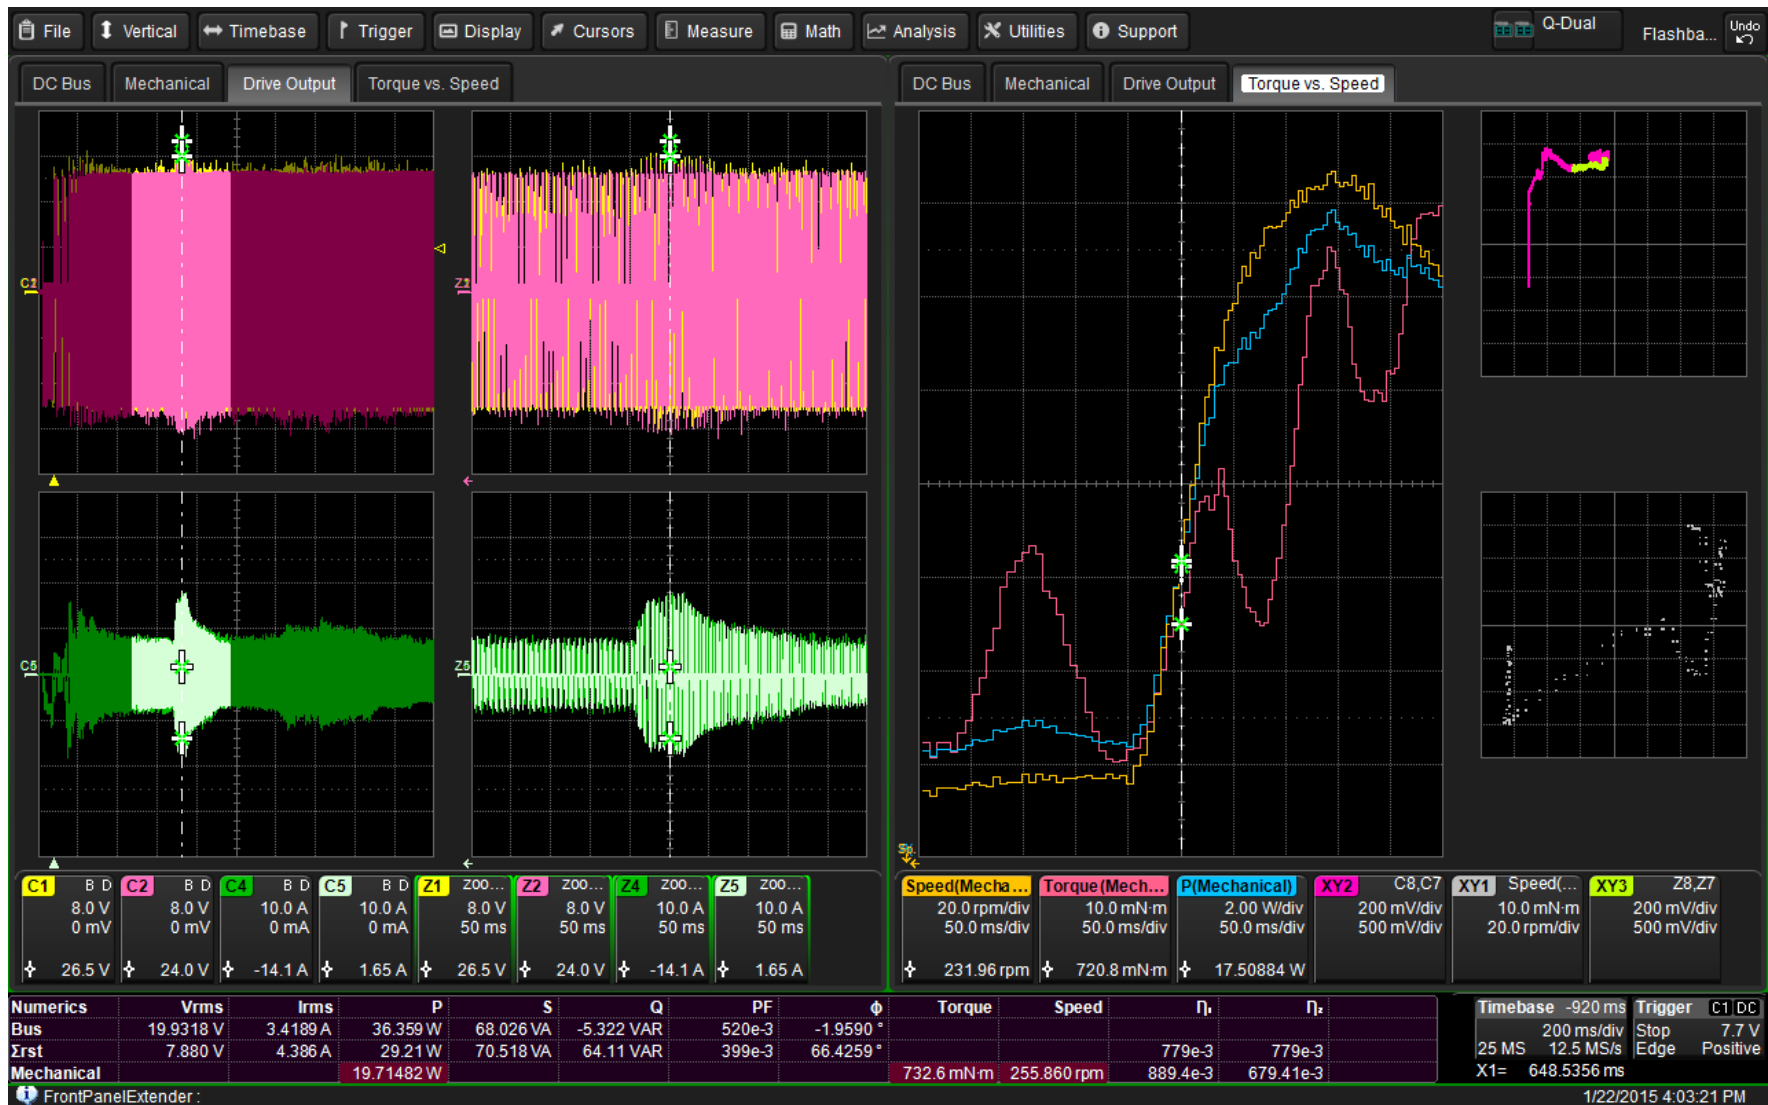 File Vertical Timebase Trigger Display Cursors Measure Math Analysis Utilities Support Q-Dual Flashba... Undo
DC Bus Mechanical Drive Output Torque vs. Speed
DC Bus Mechanical Drive Output Torque vs. Speed
C5
Z5
C1 B D C2 B D C4 B D C5 B D Z1 zoo... Z2 zoo... Z4 zoo... Z5 zoo...
8.0 V 8.0 V 10.0 A 10.0 A 8.0 V 8.0 V 10.0 A 10.0 A
0 mV 0 mV 0 mA 0 mA 50 ms 50 ms 50 ms 50 ms
26.5 V 24.0 V -14.1 A 1.65 A 26.5 V 24.0 V -14.1 A 1.65 A
Speed(Mecha... Torque(Mech... P(Mechanical) XY2 C8,C7 XY1 Speed(... XY3 Z8,Z7
20.0 rpm/div 10.0 mN·m 2.00 W/div 200 mV/div 10.0 mN·m 200 mV/div
50.0 ms/div 50.0 ms/div 50.0 ms/div 500 mV/div 20.0 rpm/div 500 mV/div
231.96 rpm 720.8 mN·m 17.50884 W
Numerics Vrms Irms P S Q PF ϕ Torque Speed η₁ η₂
Bus 19.9318 V 3.4189 A 36.359 W 68.026 VA -5.322 VAR 520e-3 -1.9590 °
Σrst 7.880 V 4.386 A 29.21 W 70.518 VA 64.11 VAR 399e-3 66.4259 ° 779e-3 779e-3
Mechanical 19.71482 W 732.6 mN·m 255.860 rpm 889.4e-3 679.41e-3
Timebase -920 ms Trigger C1 DC
200 ms/div Stop 7.7 V
25 MS 12.5 MS/s Edge Positive
X1= 648.5356 ms
FrontPanelExtender :
1/22/2015 4:03:21 PM